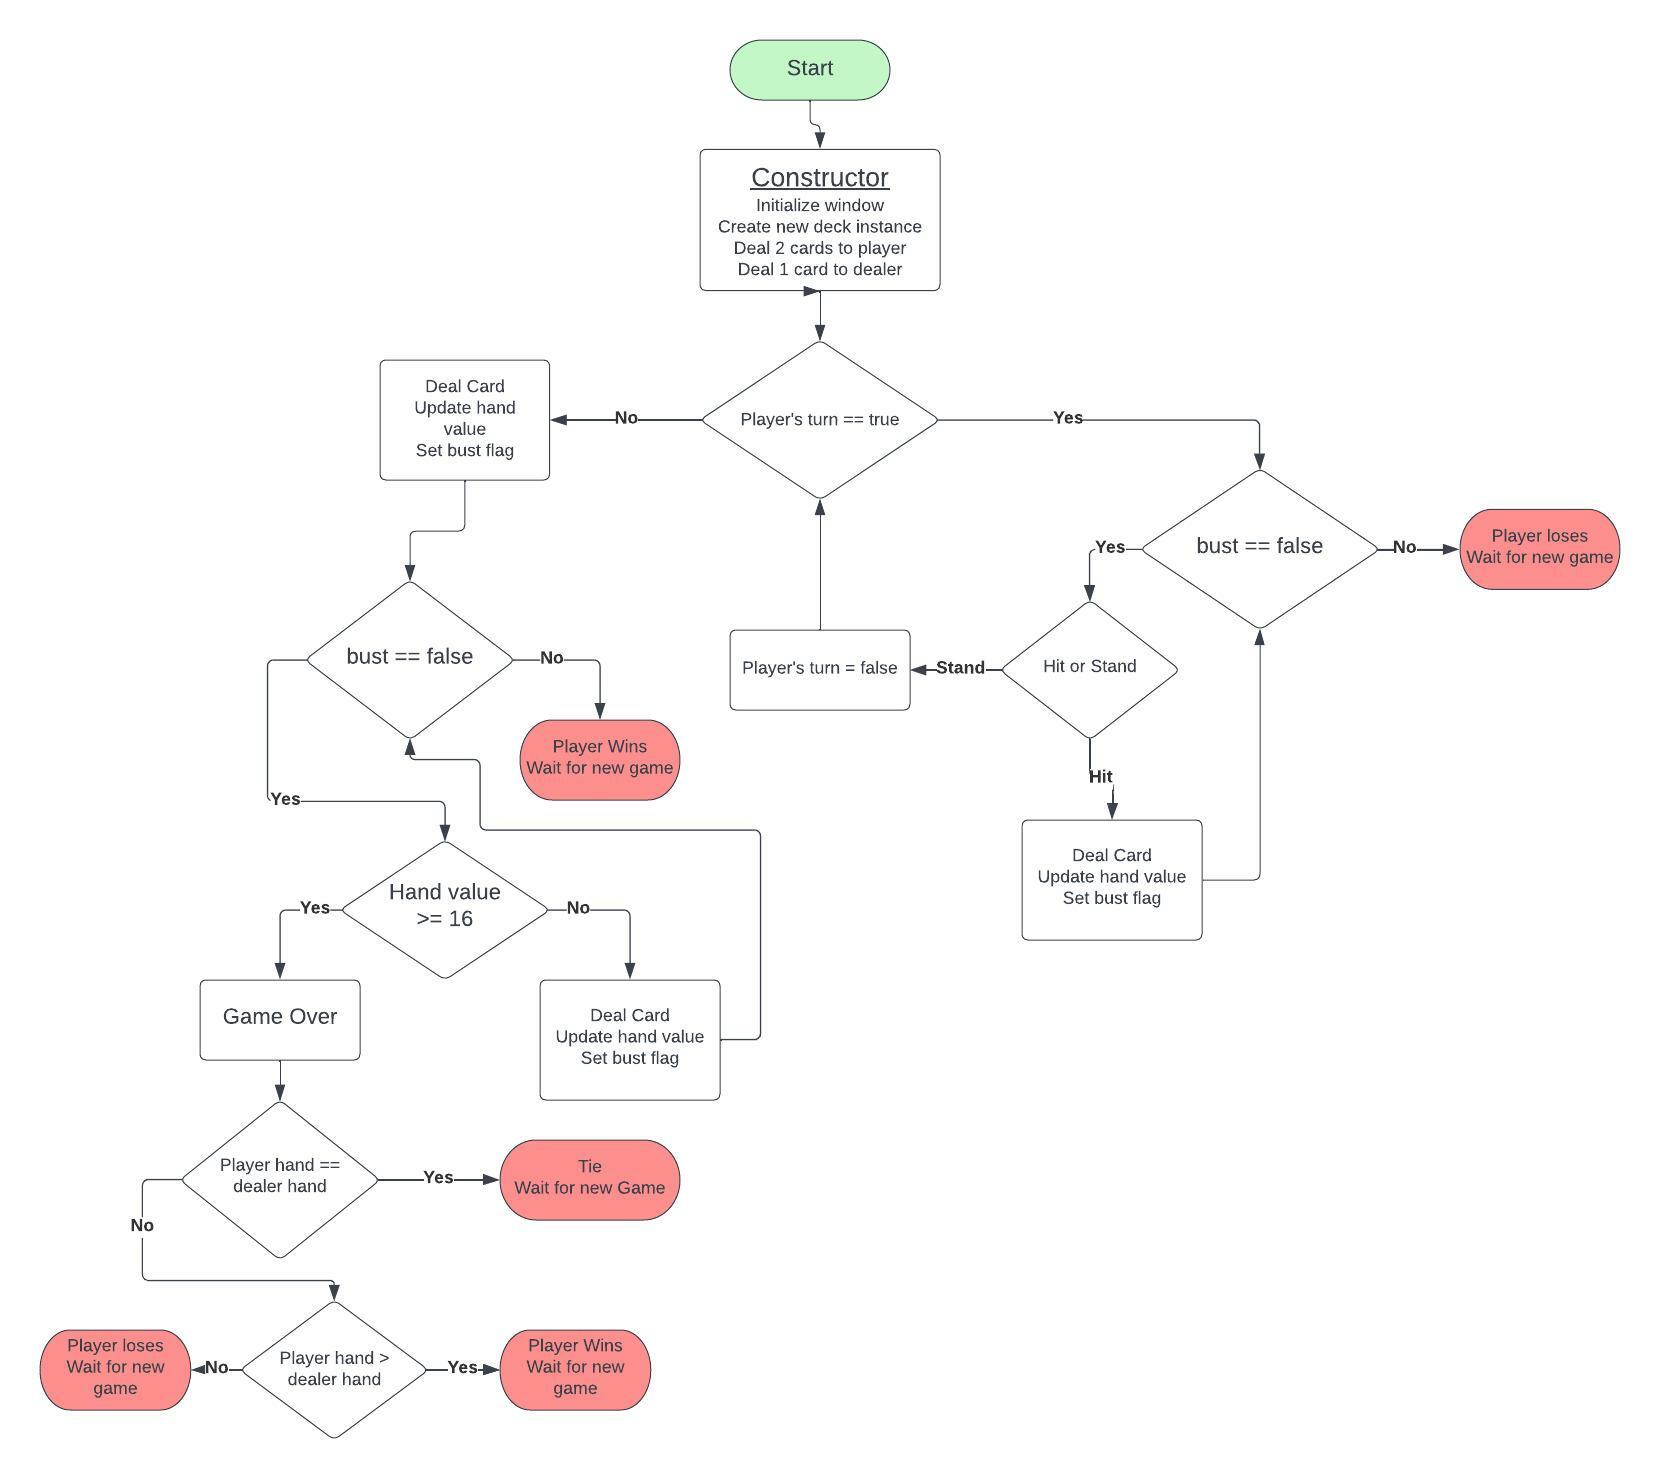 Start
Constructor
Initialize window
Create new deck instance
Deal 2 cards to player
Deal 1 card to dealer
Player's turn == true
No
Yes
Deal Card
Update hand
value
Set bust flag
bust == false
Yes
No
Player loses
Wait for new game
Hit or Stand
Stand
Player's turn = false
Hit
Deal Card
Update hand value
Set bust flag
bust == false
No
Player Wins
Wait for new game
Yes
Hand value
>= 16
Yes
No
Game Over
Deal Card
Update hand value
Set bust flag
Player hand ==
dealer hand
Yes
Tie
Wait for new Game
No
Player hand >
dealer hand
No
Player loses
Wait for new
game
Yes
Player Wins
Wait for new
game